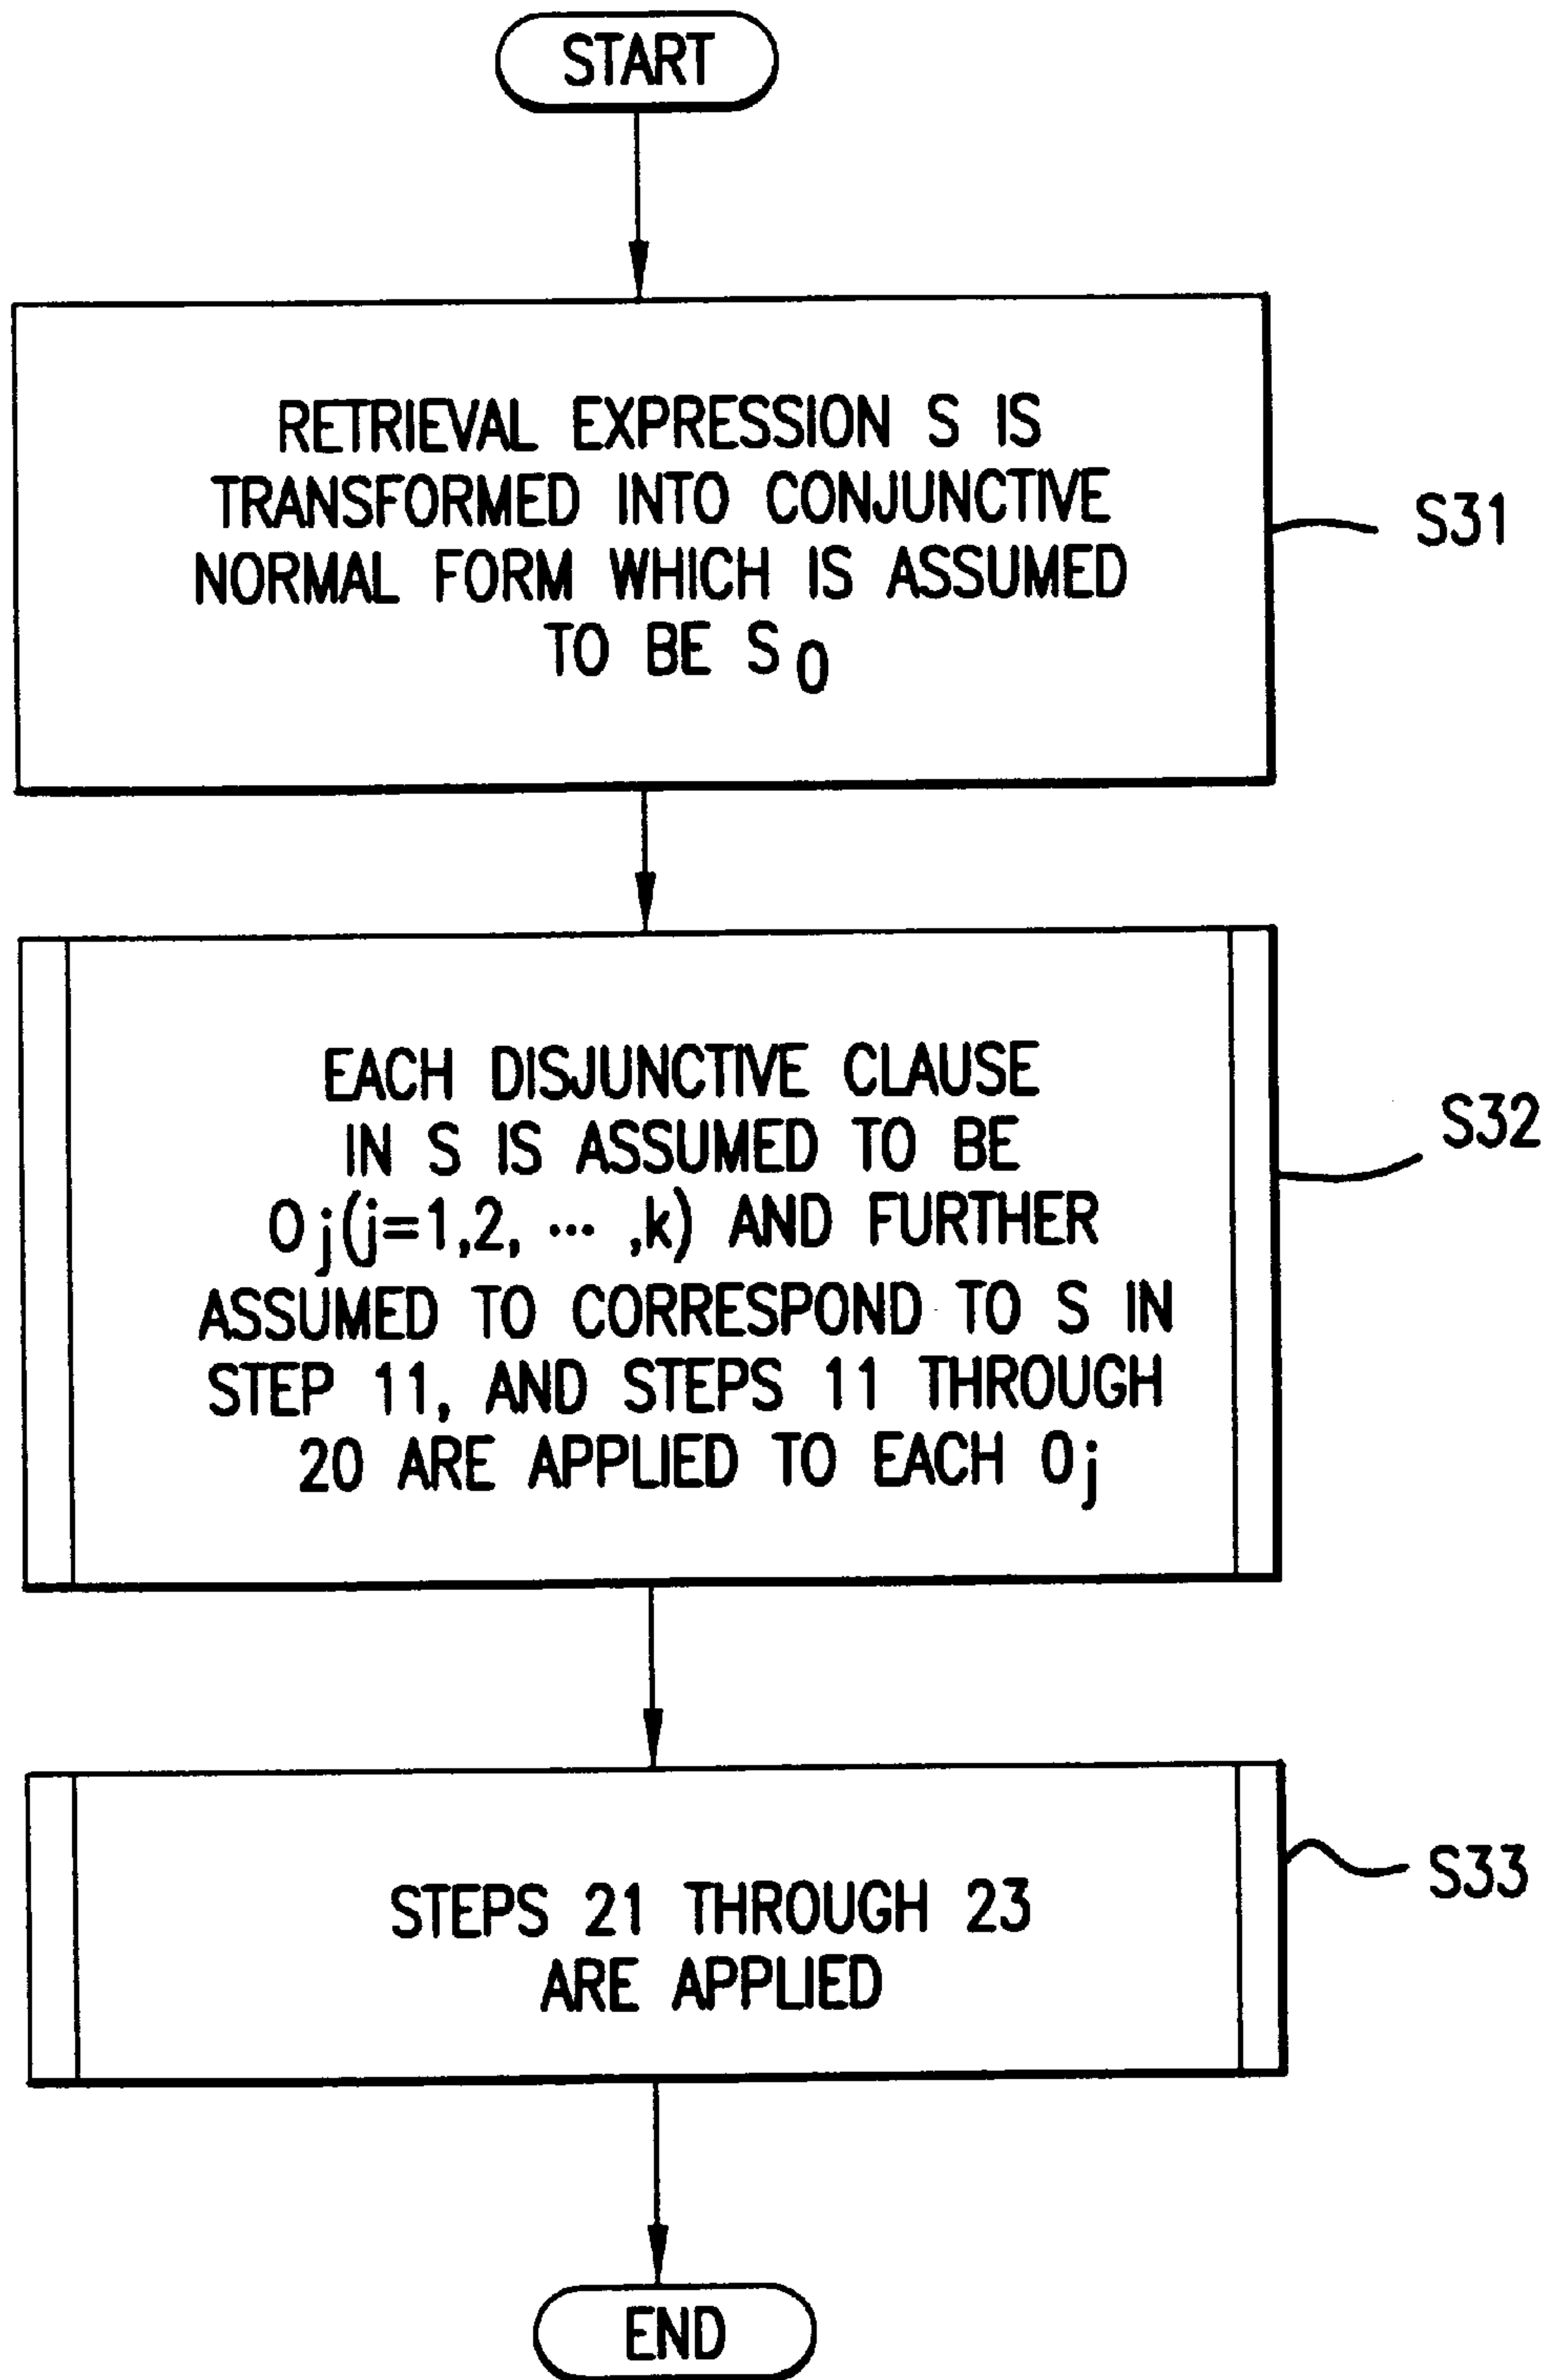 START
RETRIEVAL EXPRESSION S IS
TRANSFORMED INTO CONJUNCTIVE
NORMAL FORM WHICH IS ASSUMED
TO BE S0
S31
EACH DISJUNCTIVE CLAUSE
IN S IS ASSUMED TO BE
Oj(j=1,2, ··· ,k) AND FURTHER
ASSUMED TO CORRESPOND TO S IN
STEP 11, AND STEPS 11 THROUGH
20 ARE APPLIED TO EACH Oj
S32
STEPS 21 THROUGH 23
ARE APPLIED
S33
END